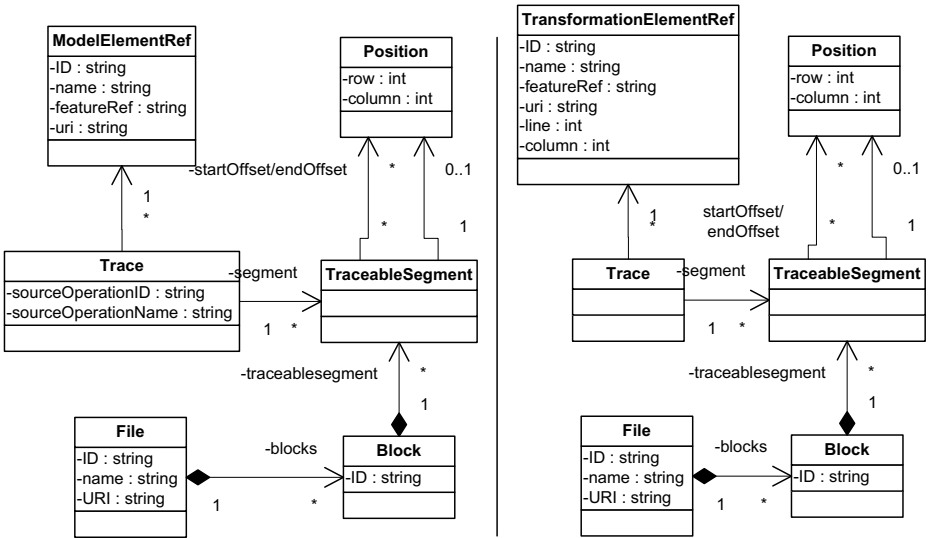 ModelElementRef
-ID : string
-name : string
-featureRef : string
-uri : string
Position
-row : int
-column : int
-startOffset/endOffset
*
0..1
1
*
*
1
Trace
-sourceOperationID : string
-sourceOperationName : string
-segment
1
*
TraceableSegment
-traceablesegment
*
1
File
-ID : string
-name : string
-URI : string
-blocks
1
*
Block
-ID : string
TransformationElementRef
-ID : string
-name : string
-featureRef : string
-uri : string
-line : int
-column : int
Position
-row : int
-column : int
*
0..1
1
*
startOffset/
endOffset
*
1
Trace
-segment
1
*
TraceableSegment
-traceablesegment
*
1
File
-ID : string
-name : string
-URI : string
-blocks
1
*
Block
-ID : string